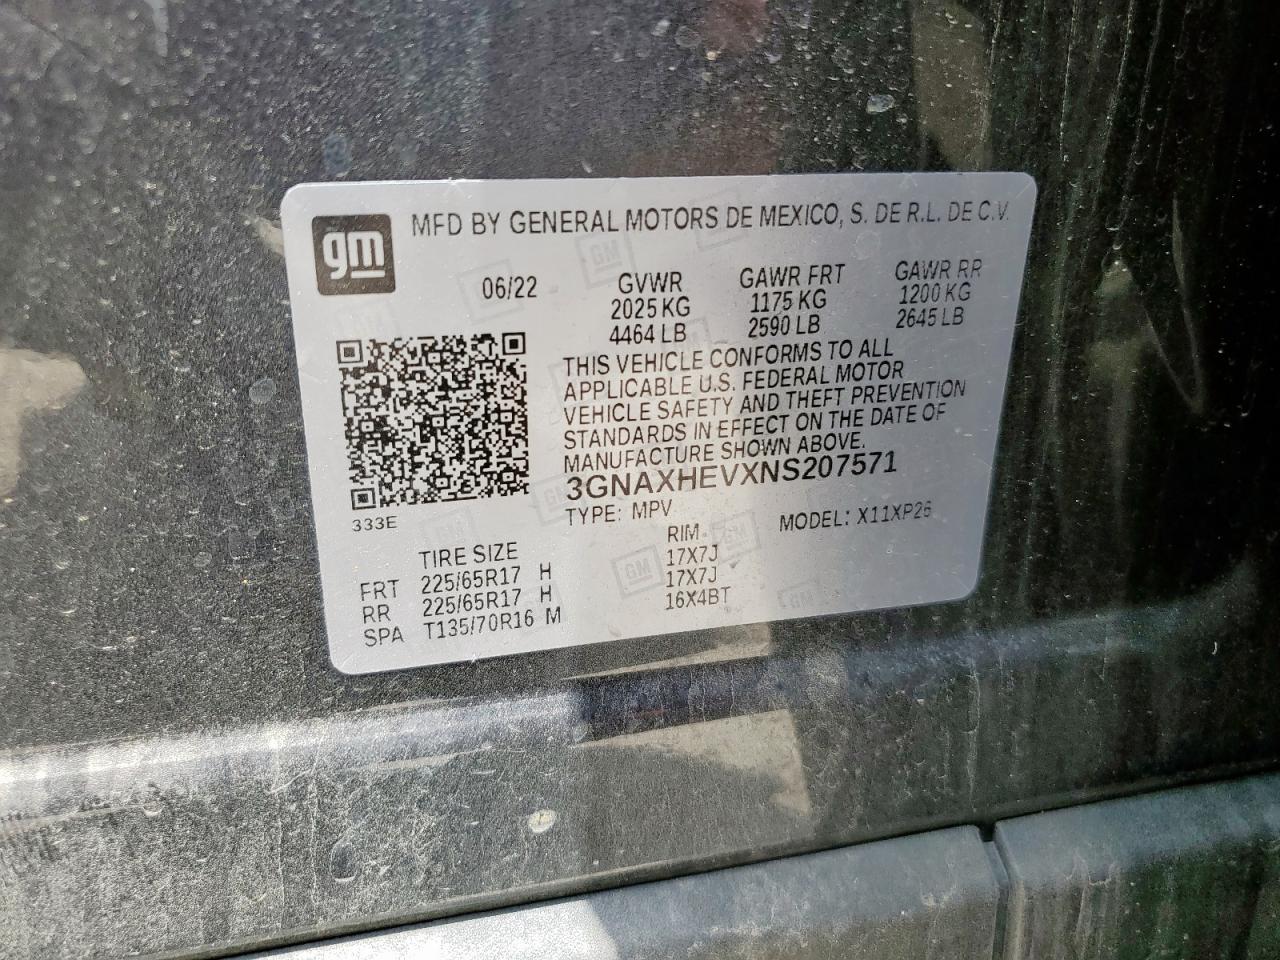 gm
MFD BY GENERAL MOTORS DE MEXICO, S. DE R.L. DE C.V.
06/22 GVWR GAWR FRT GAWR RR
2025 KG 1175 KG 1200 KG
4464 LB 2590 LB 2645 LB
THIS VEHICLE CONFORMS TO ALL
APPLICABLE U.S. FEDERAL MOTOR
VEHICLE SAFETY AND THEFT PREVENTION
STANDARDS IN EFFECT ON THE DATE OF
MANUFACTURE SHOWN ABOVE.
3GNAXHEVXNS207571
333E
TYPE: MPV MODEL: X11XP26
TIRE SIZE RIM
FRT 225/65R17 H 17X7J
RR 225/65R17 H 17X7J
SPA T135/70R16 M 16X4BT